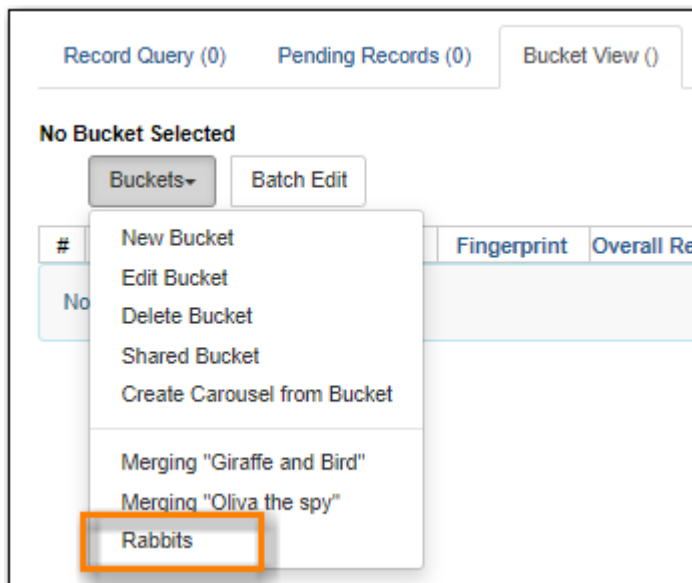 Record Query (0) Pending Records (0) Bucket View ()
No Bucket Selected
Buckets Batch Edit
# Fingerprint Overall Re
No
New Bucket
Edit Bucket
Delete Bucket
Shared Bucket
Create Carousel from Bucket
Merging "Giraffe and Bird"
Merging "Oliva the spy"
Rabbits